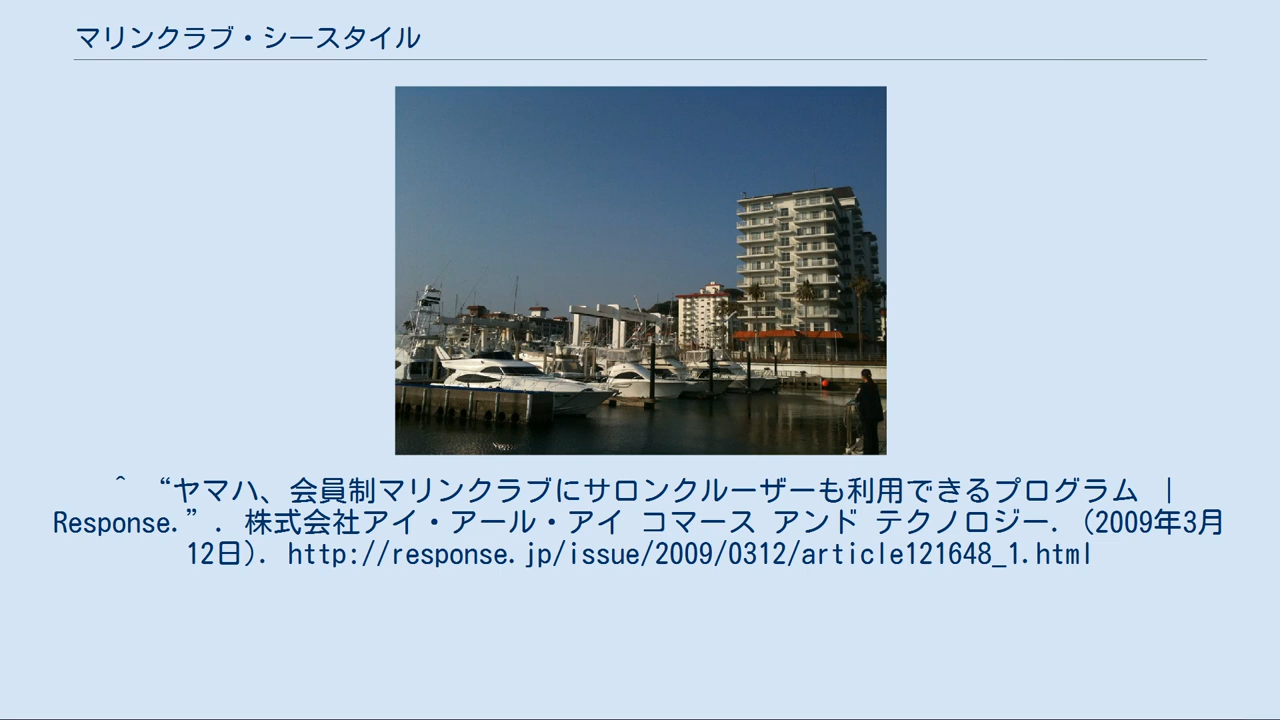 マリンクラブ・シースタイル
^ “ヤマハ、会員制マリンクラブにサロンクルーザーも利用できるプログラム |
Response.”. 株式会社アイ・アール・アイ コマース アンド テクノロジー. (2009年3月
12日). http://response.jp/issue/2009/0312/article121648_1.html